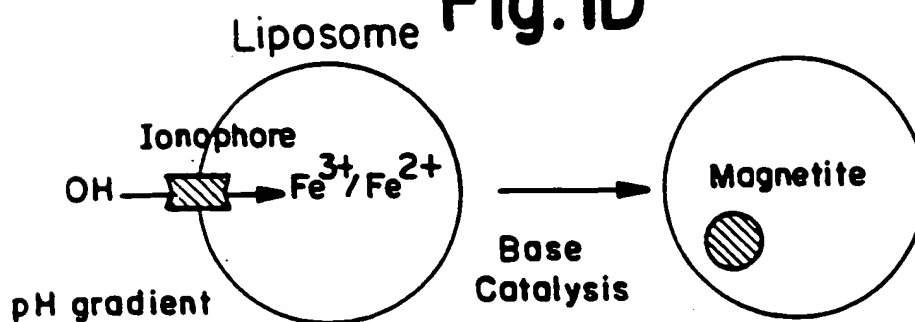 Fig. 1D
Liposome
Ionophore
OH
Fe3+/Fe2+
Magnetite
Base
Catalysis
pH gradient